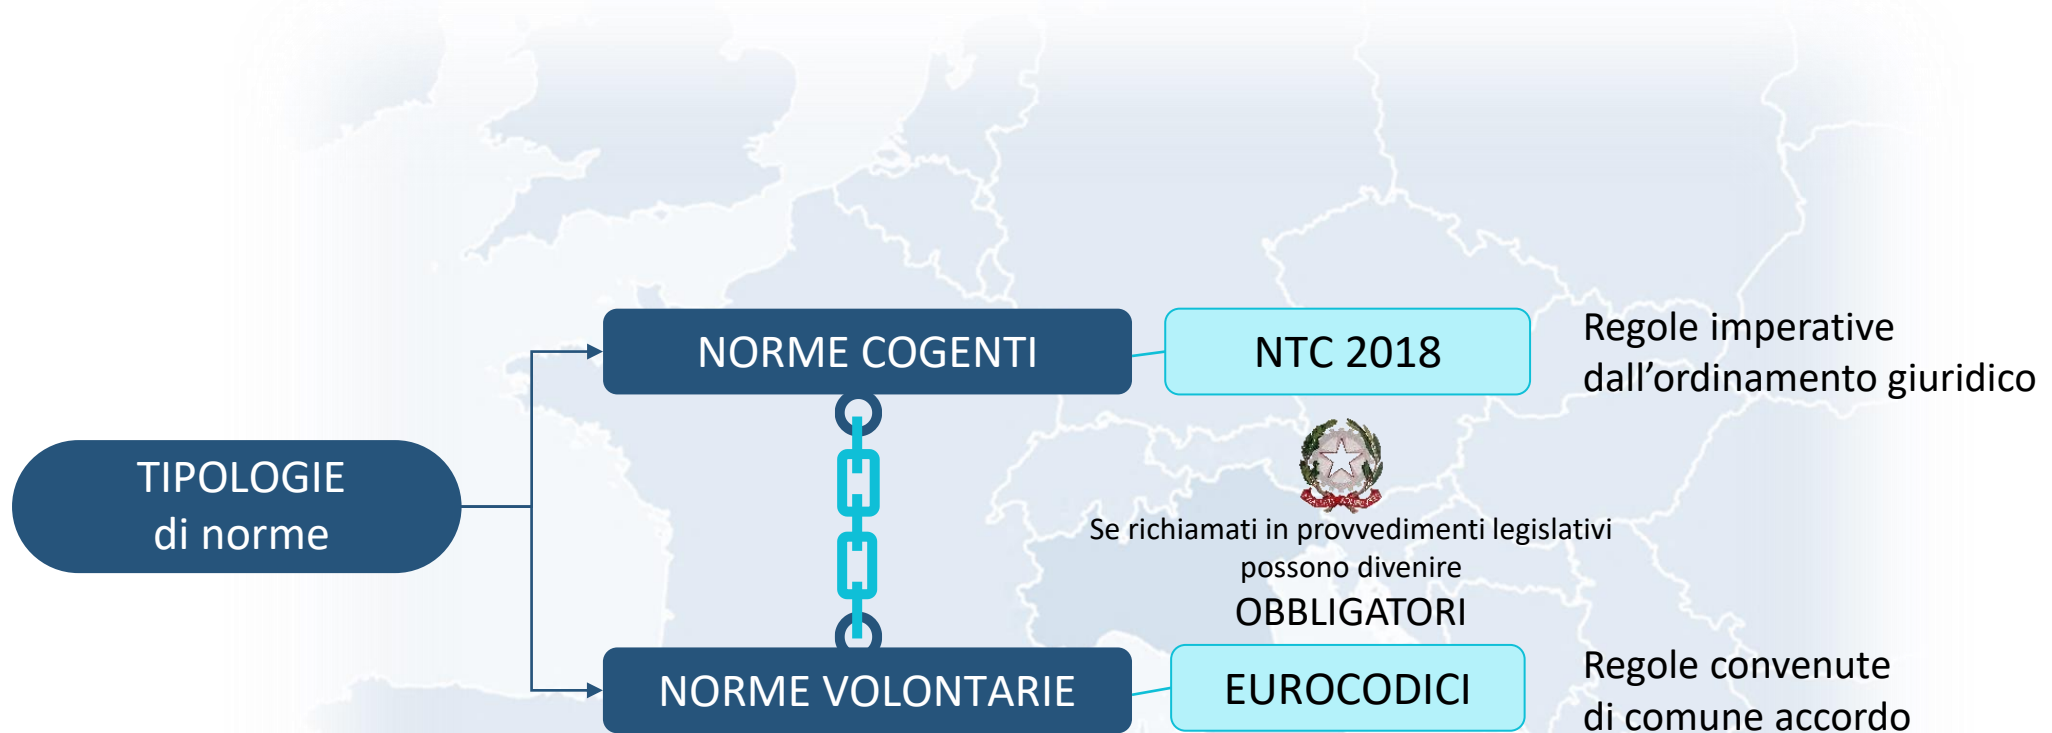 NORME COGENTI
NTC 2018
Regole imperative
dall’ordinamento giuridico
TIPOLOGIE
di norme
Se richiamati in provvedimenti legislativi
possono divenire
OBBLIGATORI
NORME VOLONTARIE
EUROCODICI
Regole convenute
di comune accordo